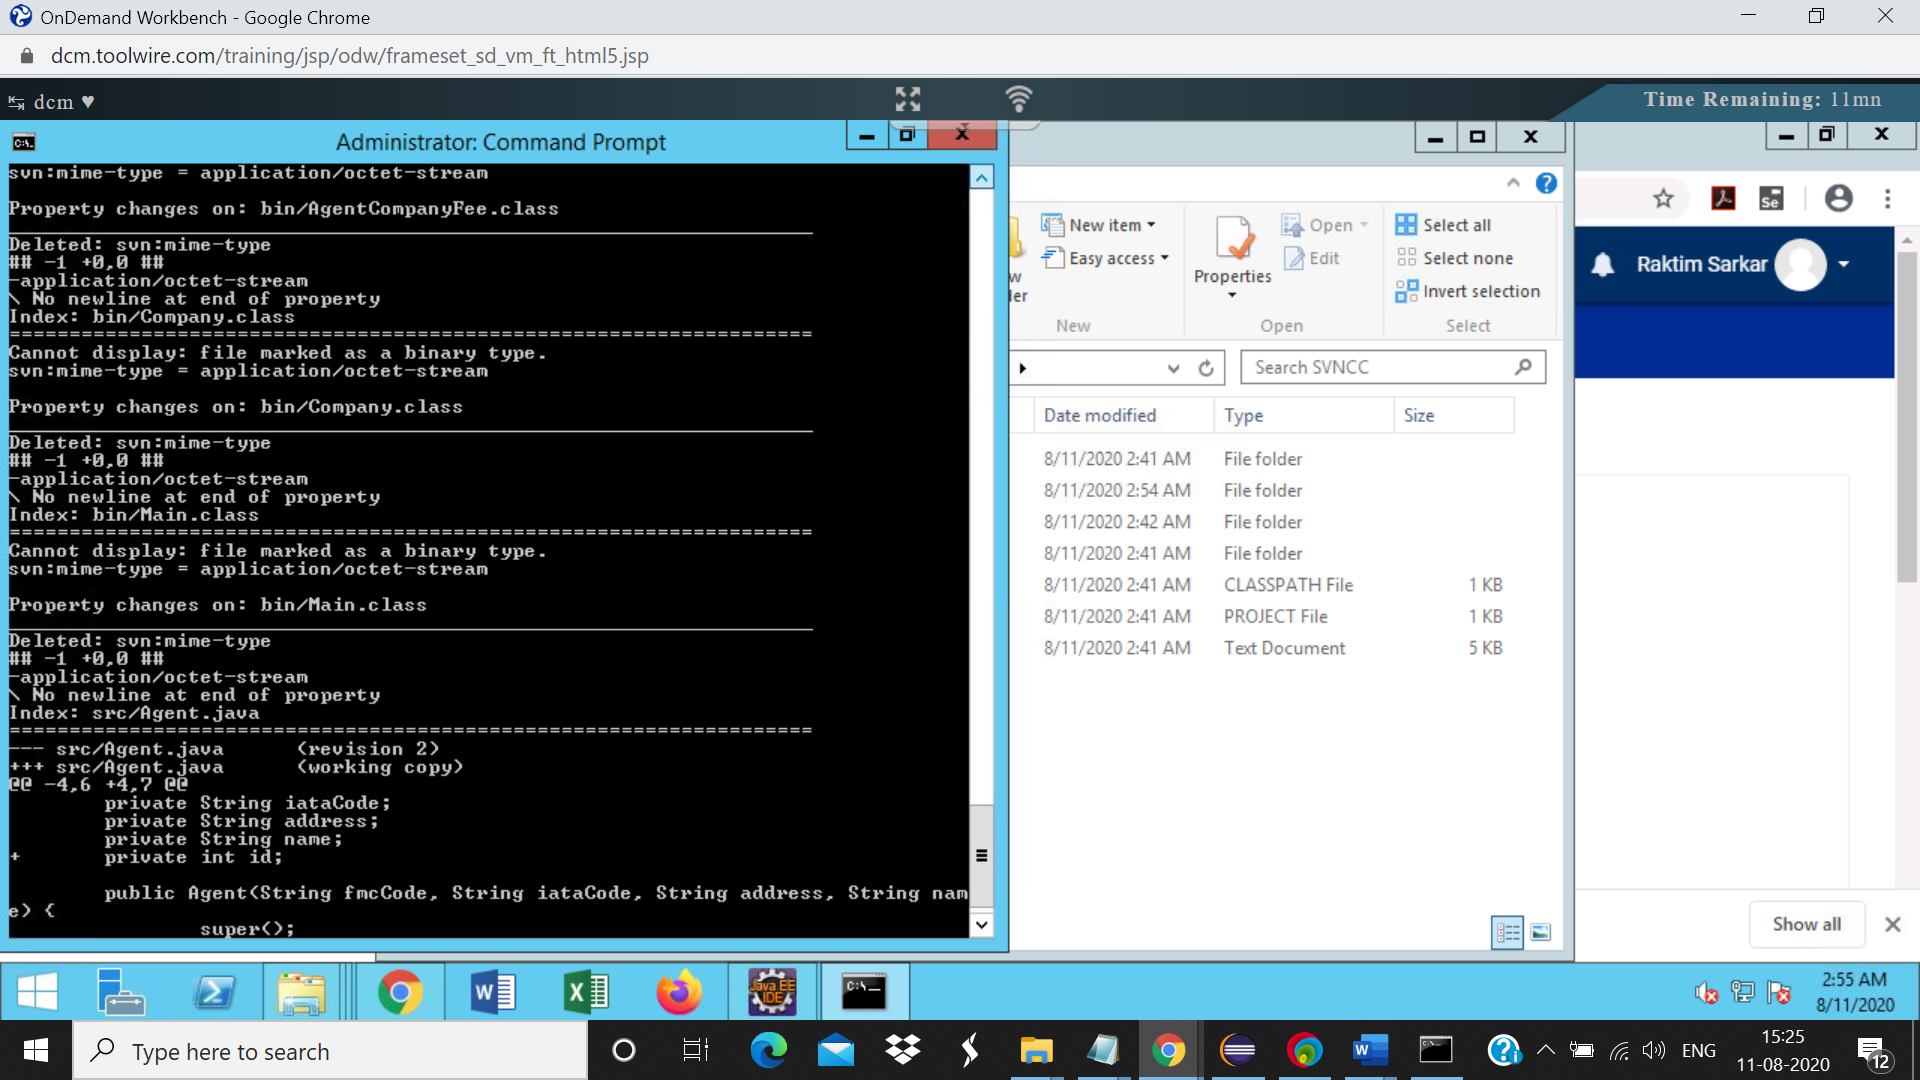 OnDemand Workbench - Google Chrome
dcm.toolwire.com/training/jsp/odw/frameset_sd_vm_ft_html5.jsp
dcm ♥
Time Remaining: 11mn
Administrator: Command Prompt
svn:mime-type = application/octet-stream
Property changes on: bin/AgentCompanyFee.class
Deleted: svn:mime-type
## -1 +0,0 ##
-application/octet-stream
\ No newline at end of property
Index: bin/Company.class
===================================================================
Cannot display: file marked as a binary type.
svn:mime-type = application/octet-stream
Property changes on: bin/Company.class
Deleted: svn:mime-type
## -1 +0,0 ##
-application/octet-stream
\ No newline at end of property
Index: bin/Main.class
===================================================================
Cannot display: file marked as a binary type.
svn:mime-type = application/octet-stream
Property changes on: bin/Main.class
Deleted: svn:mime-type
## -1 +0,0 ##
-application/octet-stream
\ No newline at end of property
Index: src/Agent.java
===================================================================
--- src/Agent.java (revision 2)
+++ src/Agent.java (working copy)
@@ -4,6 +4,7 @@
private String iataCode;
private String address;
private String name;
+ private int id;
public Agent(String fmcCode, String iataCode, String address, String nam
e) {
super();
New item
Easy access
w
ler
New
Properties
Open
Edit
Open
Select all
Select none
Invert selection
Select
Search SVNCC
Date modified Type Size
8/11/2020 2:41 AM File folder
8/11/2020 2:54 AM File folder
8/11/2020 2:42 AM File folder
8/11/2020 2:41 AM File folder
8/11/2020 2:41 AM CLASSPATH File 1 KB
8/11/2020 2:41 AM PROJECT File 1 KB
8/11/2020 2:41 AM Text Document 5 KB
Se
Raktim Sarkar
Show all
Java EE
IDE
C:\_
2:55 AM
8/11/2020
Type here to search
ENG
15:25
11-08-2020
12